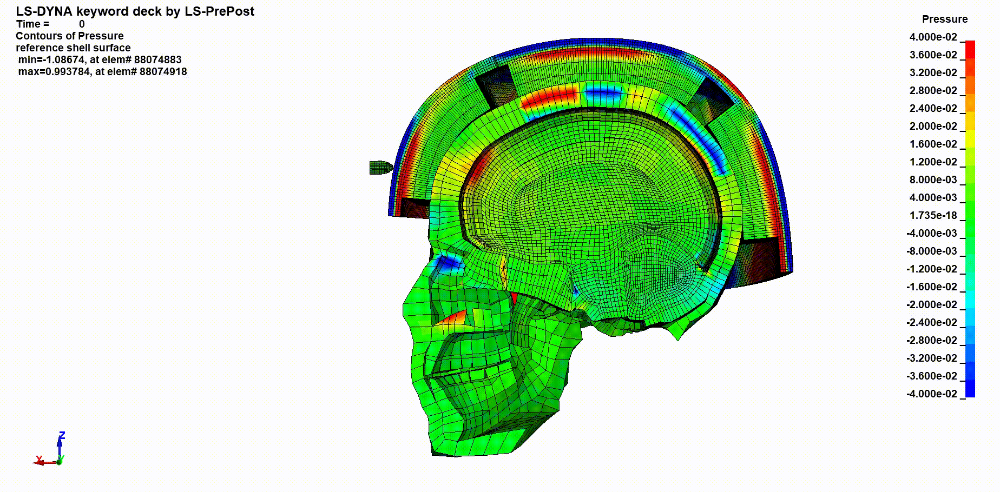 LS-DYNA keyword deck by LS-PrePost
Time = 0
Contours of Pressure
reference shell surface
min=-1.08674, at elem# 88074883
max=0.993784, at elem# 88074918
Pressure
4.000e-02
3.600e-02
3.200e-02
2.800e-02
2.400e-02
2.000e-02
1.600e-02
1.200e-02
8.000e-03
4.000e-03
1.735e-18
-4.000e-03
-8.000e-03
-1.200e-02
-1.600e-02
-2.000e-02
-2.400e-02
-2.800e-02
-3.200e-02
-3.600e-02
-4.000e-02
Z
X
Y